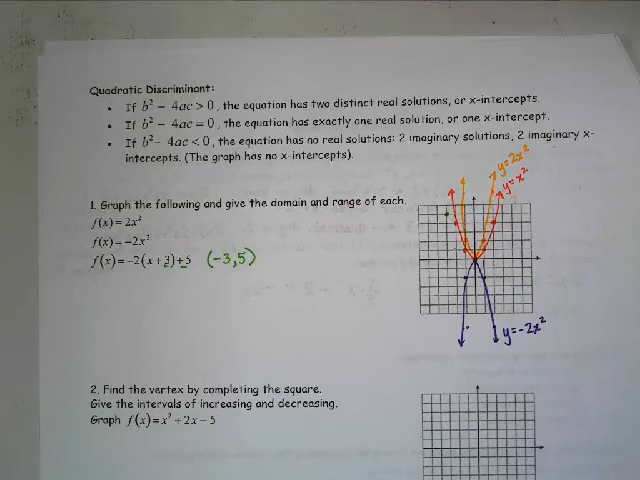 Quadratic Discriminant:
• If b² − 4ac > 0, the equation has two distinct real solutions, or x-intercepts.
• If b² − 4ac = 0, the equation has exactly one real solution, or one x-intercept.
• If b² − 4ac < 0, the equation has no real solutions: 2 imaginary solutions, 2 imaginary x-
intercepts. (The graph has no x-intercepts).
1. Graph the following and give the domain and range of each.
f(x) = 2x²
f(x) = −2x²
f(x) = −2(x + 3) + 5 (-3,5)
y=2x²
y=x²
y=-2x²
2. Find the vertex by completing the square.
Give the intervals of increasing and decreasing.
Graph f(x) = x² + 2x − 5